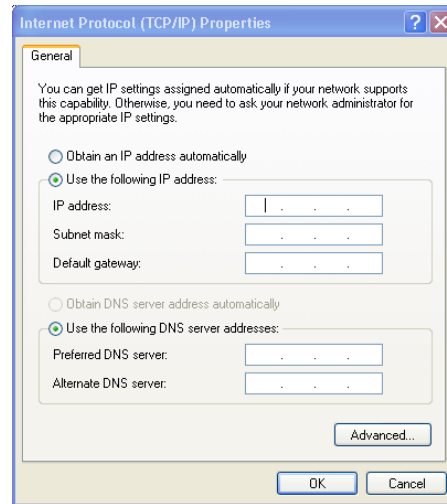 Internet Protocol (TCP/IP) Properties
General
You can get IP settings assigned automatically if your network supports
this capability. Otherwise, you need to ask your network administrator for
the appropriate IP settings.
Obtain an IP address automatically
Use the following IP address:
IP address:
Subnet mask:
Default gateway:
Obtain DNS server address automatically
Use the following DNS server addresses:
Preferred DNS server:
Alternate DNS server:
Advanced...
OK Cancel